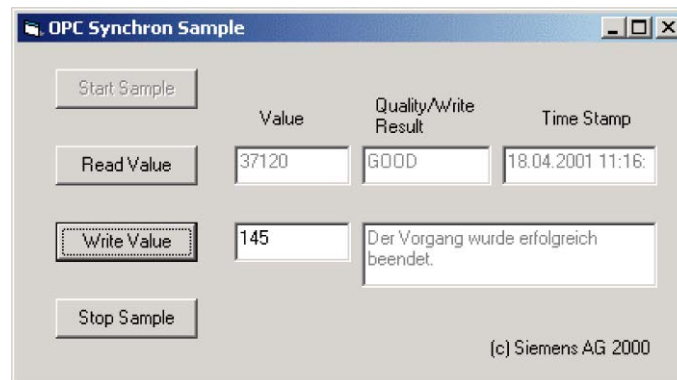 OPC Synchron Sample
Start Sample
Value
Quality/Write
Result
Time Stamp
Read Value
37120
GOOD
18.04.2001 11:16:
Write Value
145
Der Vorgang wurde erfolgreich
beendet.
Stop Sample
(c) Siemens AG 2000